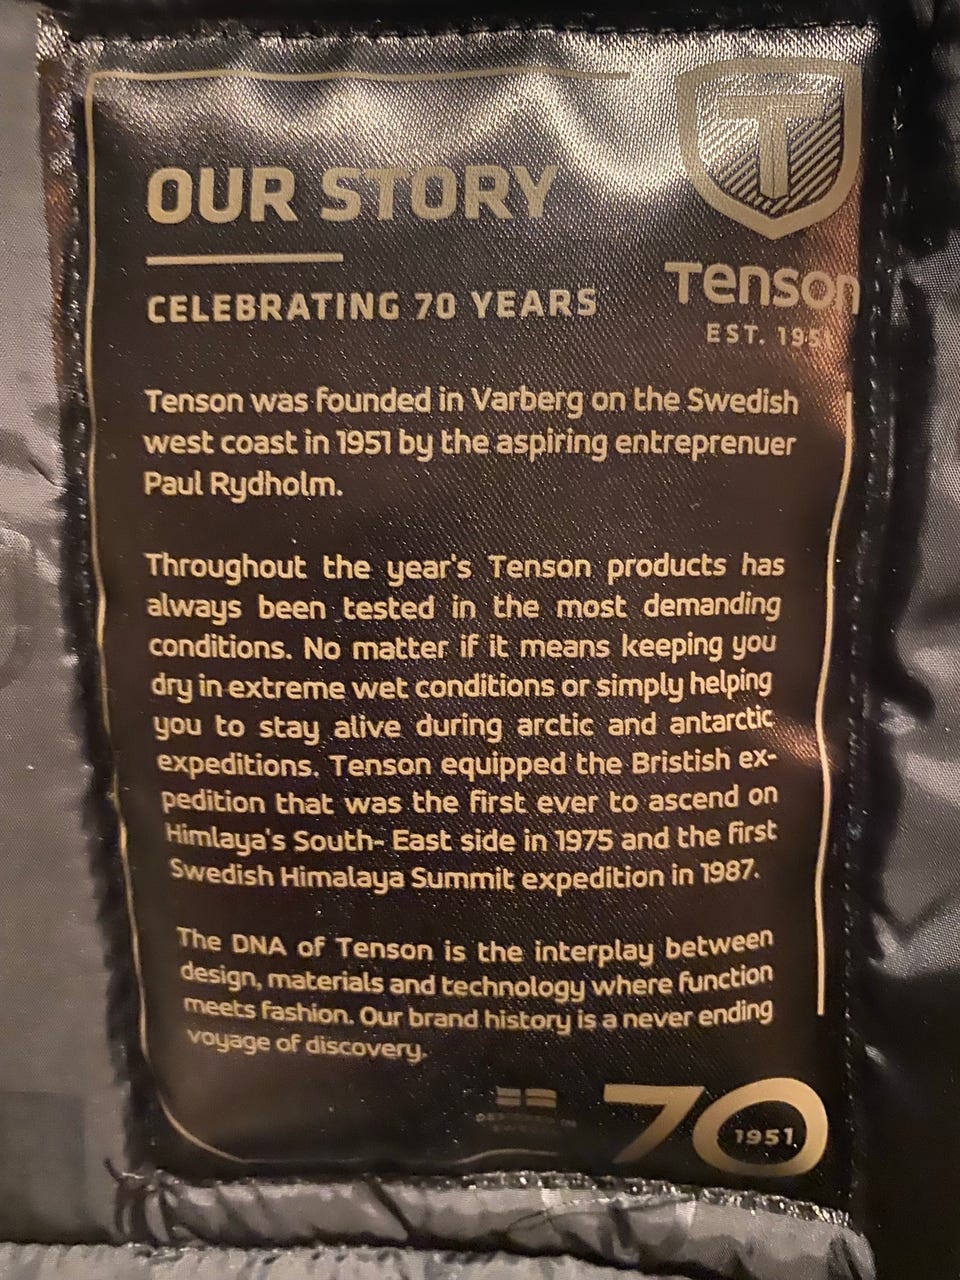 T
Tenson
EST. 1951
OUR STORY
CELEBRATING 70 YEARS
Tenson was founded in Varberg on the Swedish
west coast in 1951 by the aspiring entreprenuer
Paul Rydholm.
Throughout the year's Tenson products has
always been tested in the most demanding
conditions. No matter if it means keeping you
dry in extreme wet conditions or simply helping
you to stay alive during arctic and antarctic
expeditions. Tenson equipped the Bristish ex-
pedition that was the first ever to ascend on
Himlaya's South- East side in 1975 and the first
Swedish Himalaya Summit expedition in 1987.
The DNA of Tenson is the interplay between
design, materials and technology where function
meets fashion. Our brand history is a never ending
voyage of discovery.
70
1951